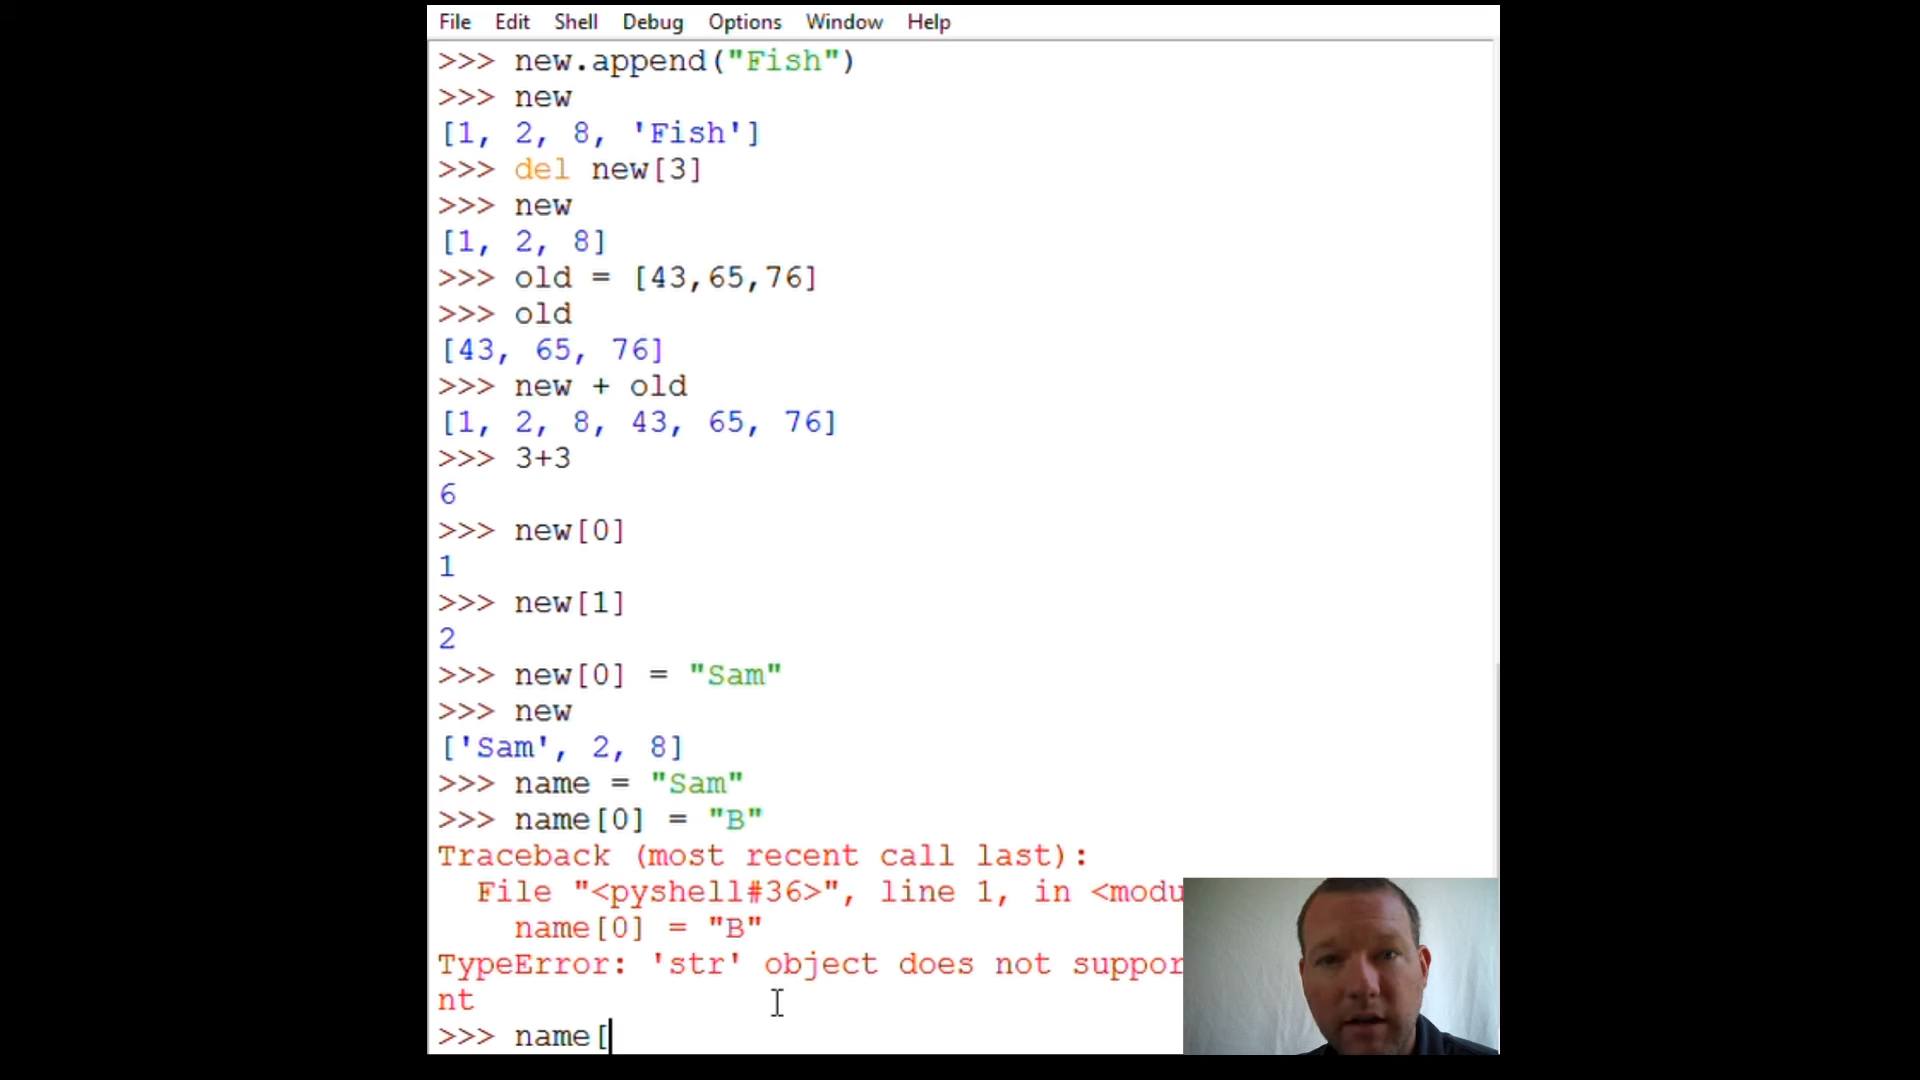 File Edit Shell Debug Options Window Help
>>> new.append("Fish")
>>> new
[1, 2, 8, 'Fish']
>>> del new[3]
>>> new
[1, 2, 8]
>>> old = [43,65,76]
>>> old
[43, 65, 76]
>>> new + old
[1, 2, 8, 43, 65, 76]
>>> 3+3
6
>>> new[0]
1
>>> new[1]
2
>>> new[0] = "Sam"
>>> new
['Sam', 2, 8]
>>> name = "Sam"
>>> name[0] = "B"
Traceback (most recent call last):
  File "<pyshell#36>", line 1, in <modu
    name[0] = "B"
TypeError: 'str' object does not suppor
nt
>>> name[